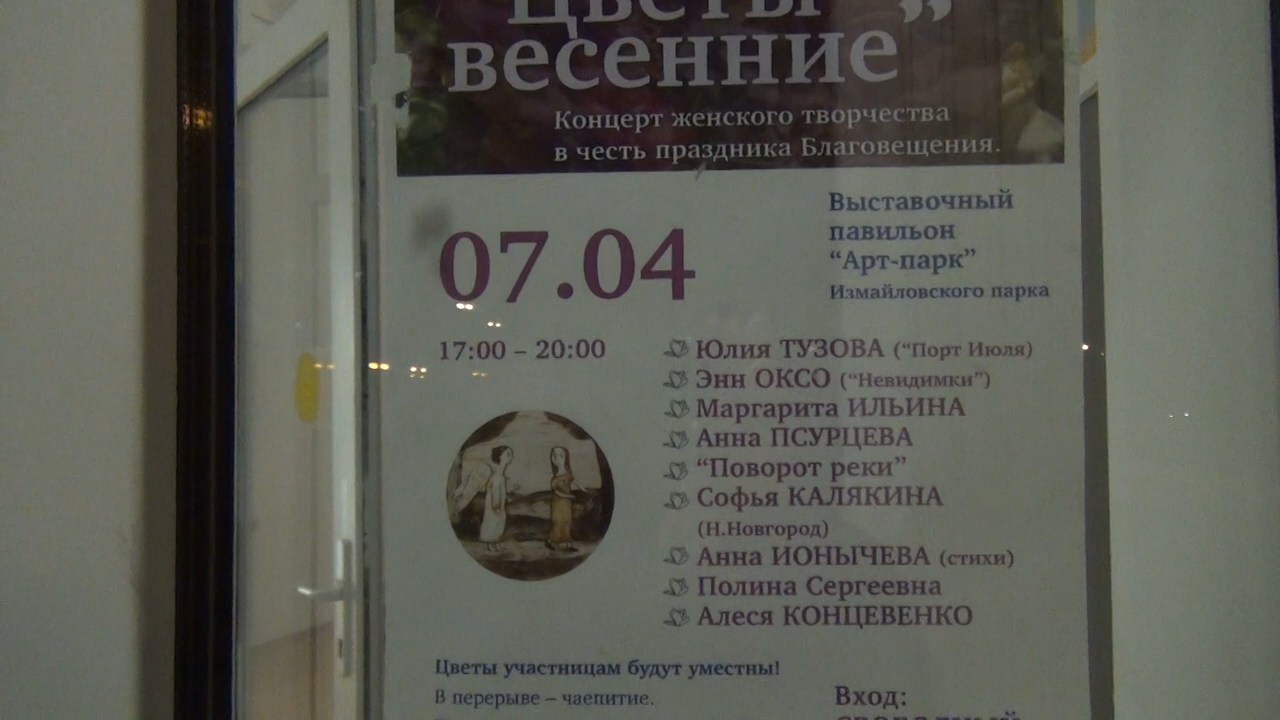 Цветы
весенние”
Концерт женского творчества
в честь праздника Благовещения.
07.04
Выставочный
павильон
“Арт-парк”
Измайловского парка
17:00 – 20:00
Юлия ТУЗОВА (“Порт Июля)
Энн ОКСО (“Невидимки”)
Маргарита ИЛЬИНА
Анна ПСУРЦЕВА
“Поворот реки”
Софья КАЛЯКИНА
(Н.Новгород)
Анна ИОНЫЧЕВА (стихи)
Полина Сергеевна
Алеся КОНЦЕВЕНКО
Цветы участницам будут уместны!
В перерыве – чаепитие.
Вход: